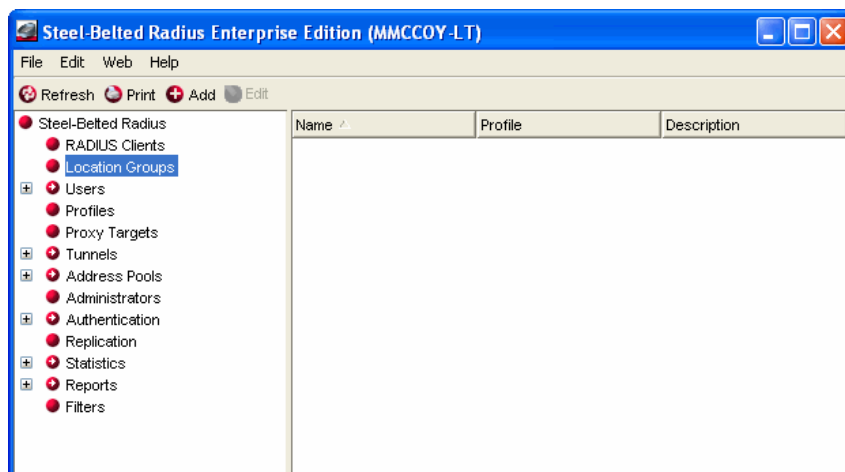 Steel-Belted Radius Enterprise Edition (MMCCOY-LT)
File Edit Web Help
Refresh Print Add Edit
Steel-Belted Radius
RADIUS Clients
Location Groups
Users
Profiles
Proxy Targets
Tunnels
Address Pools
Administrators
Authentication
Replication
Statistics
Reports
Filters
Name Profile Description